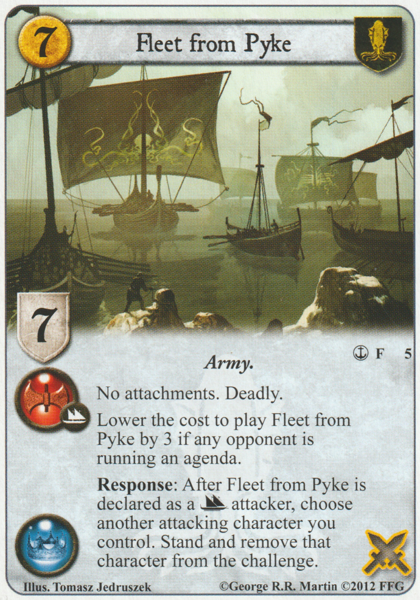 7
Fleet from Pyke
7
Army.
F 5
No attachments. Deadly.
Lower the cost to play Fleet from
Pyke by 3 if any opponent is
running an agenda.
Response: After Fleet from Pyke is
declared as a attacker, choose
another attacking character you
control. Stand and remove that
character from the challenge.
Illus. Tomasz Jedruszek
©George R.R. Martin ©2012 FFG